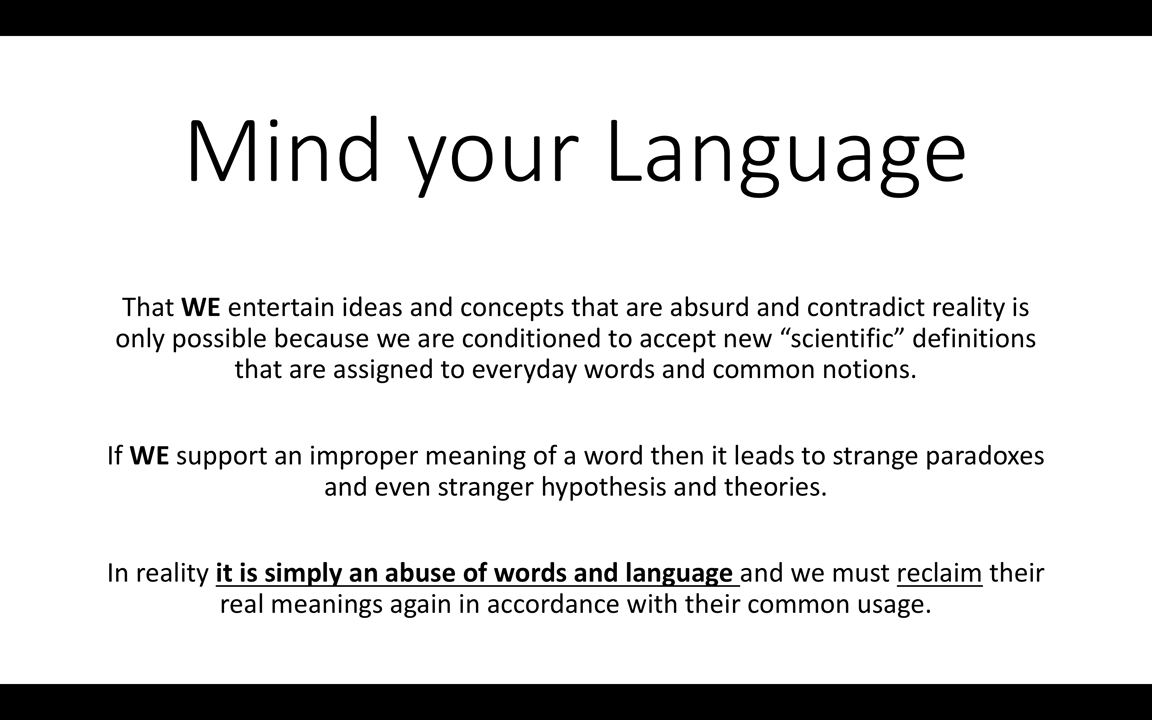 Mind your Language
That WE entertain ideas and concepts that are absurd and contradict reality is
only possible because we are conditioned to accept new “scientific” definitions
that are assigned to everyday words and common notions.
If WE support an improper meaning of a word then it leads to strange paradoxes
and even stranger hypothesis and theories.
In reality it is simply an abuse of words and language and we must reclaim their
real meanings again in accordance with their common usage.